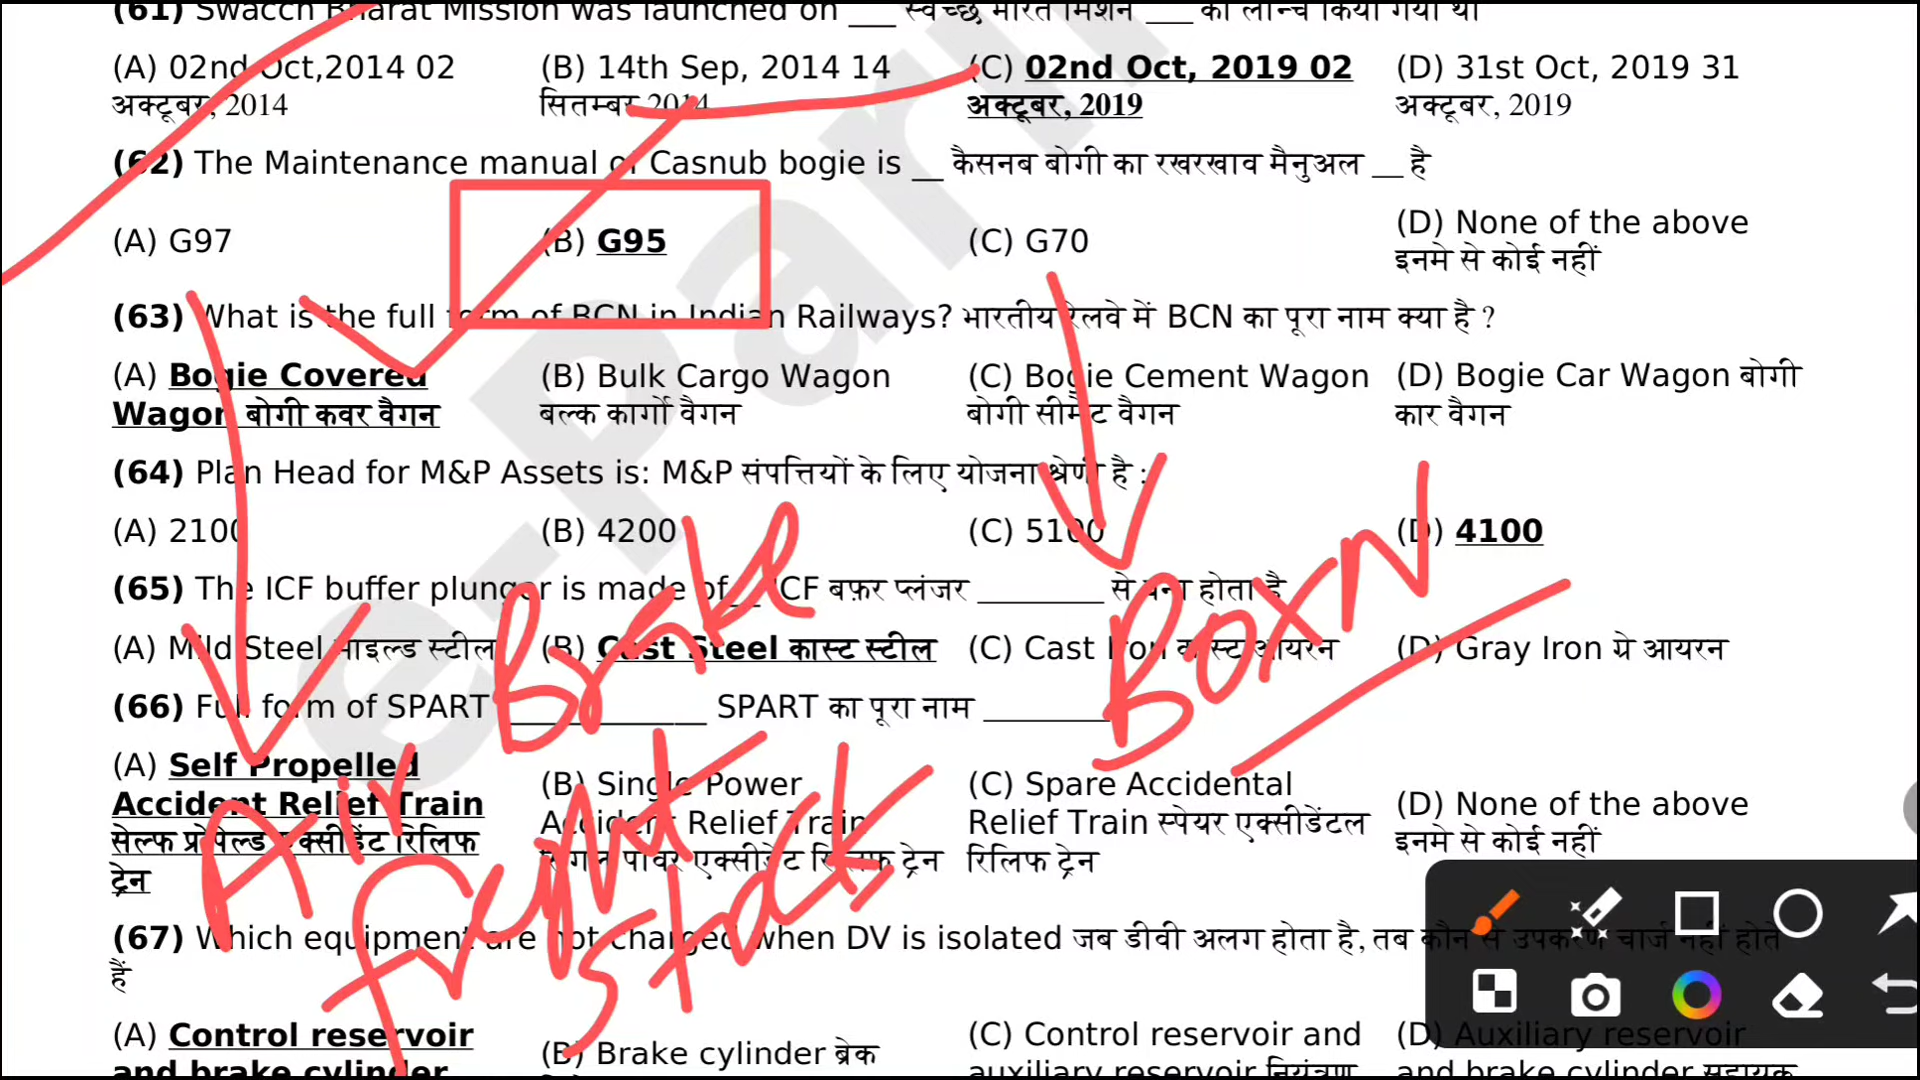 (61) Swacch Bharat Mission was launched on ___ स्वच्छ भारत मिशन ___ को लॉन्च किया गया था
(A) 02nd Oct,2014 02 अक्टूबर, 2014
(B) 14th Sep, 2014 14 सितम्बर 2014
(C) 02nd Oct, 2019 02 अक्टूबर, 2019
(D) 31st Oct, 2019 31 अक्टूबर, 2019
(62) The Maintenance manual of Casnub bogie is __ कैसनब बोगी का रखरखाव मैनुअल __ है
(A) G97
(B) G95
(C) G70
(D) None of the above इनमे से कोई नहीं
(63) What is the full form of BCN in Indian Railways? भारतीय रेलवे में BCN का पूरा नाम क्या है ?
(A) Bogie Covered Wagon बोगी कवर वैगन
(B) Bulk Cargo Wagon बल्क कार्गो वैगन
(C) Bogie Cement Wagon बोगी सीमेंट वैगन
(D) Bogie Car Wagon बोगी कार वैगन
(64) Plan Head for M&P Assets is: M&P संपत्तियों के लिए योजना श्रेणी है :
(A) 2100
(B) 4200
(C) 5100
(D) 4100
(65) The ICF buffer plunger is made of__ ICF बफ़र प्लंजर ________ से बना होता है
(A) Mild Steel माइल्ड स्टील
(B) Cast Steel कास्ट स्टील
(C) Cast Iron कास्ट आयरन
(D) Gray Iron ग्रे आयरन
(66) Full form of SPART ____________ SPART का पूरा नाम ________
(A) Self Propelled Accident Relief Train सेल्फ प्रोपेल्ड एक्सीडेंट रिलिफ ट्रेन
(B) Single Power Accident Relief Train सिंगल पावर एक्सीडेंट रिलिफ ट्रेन
(C) Spare Accidental Relief Train स्पेयर एक्सीडेंटल रिलिफ ट्रेन
(D) None of the above इनमे से कोई नहीं
(67) Which equipment are not charged when DV is isolated जब डीवी अलग होता है, तब कौन से उपकरण चार्ज नहीं होते हैं
(A) Control reservoir and brake cylinder
(B) Brake cylinder ब्रेक
(C) Control reservoir and auxiliary reservoir नियंत्रण
(D) Auxiliary reservoir and brake cylinder सहायक
Air Brake
Stock
BOXN
e-Pari